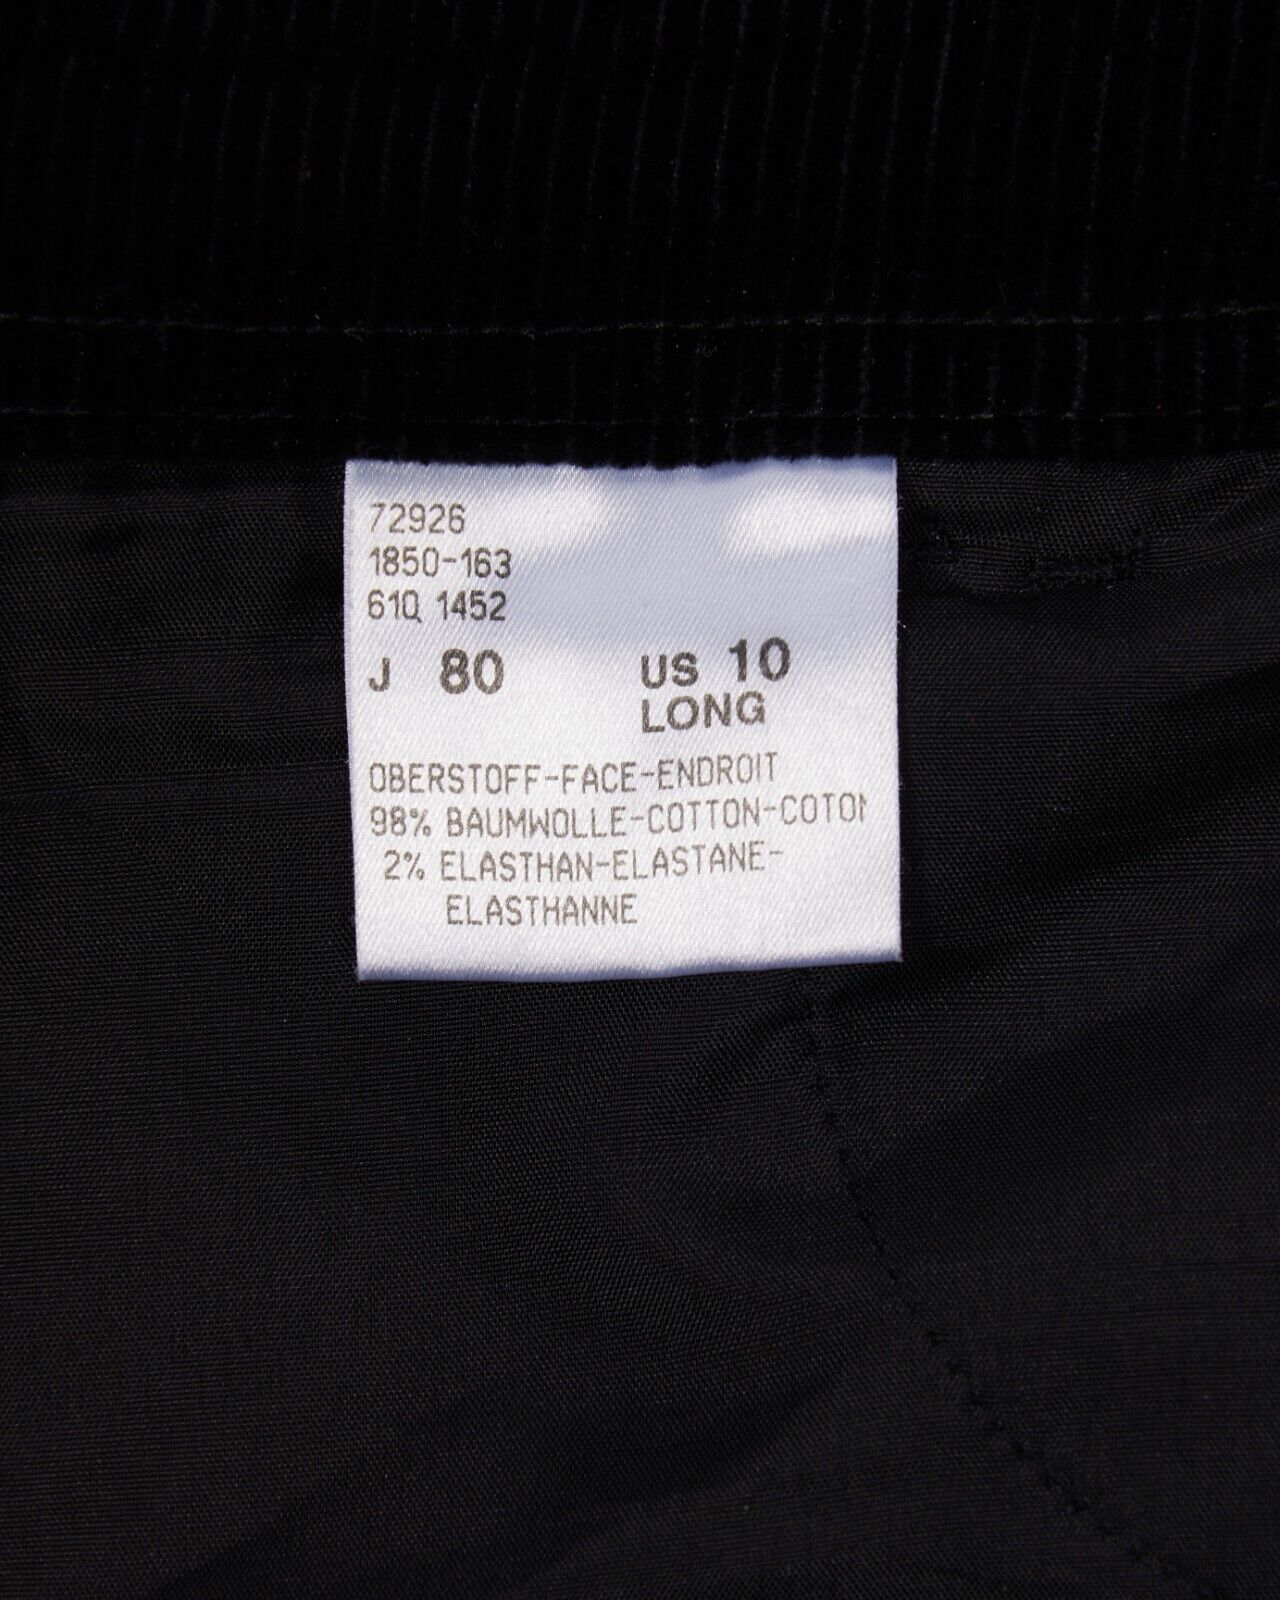 72926
1850-163
61Q 1452
J 80 US 10
LONG
OBERSTOFF-FACE-ENDROIT
98% BAUMWOLLE-COTTON-COTON
2% ELASTHAN-ELASTANE-
ELASTHANNE